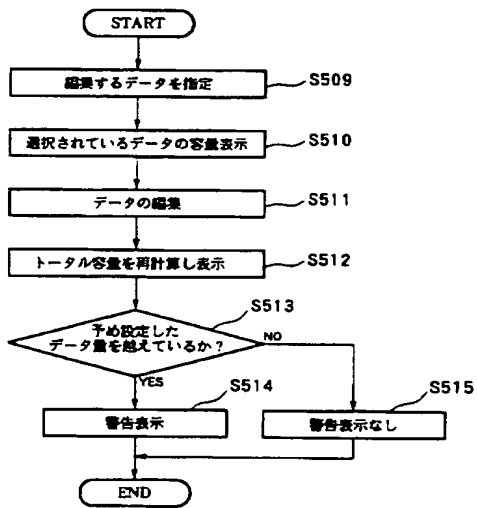 START
編集するデータを指定
S509
選択されているデータの容量表示
S510
データの編集
S511
トータル容量を再計算し表示
S512
S513
予め設定した
データ量を越えているか?
NO
YES
S514
S515
警告表示
警告表示なし
END